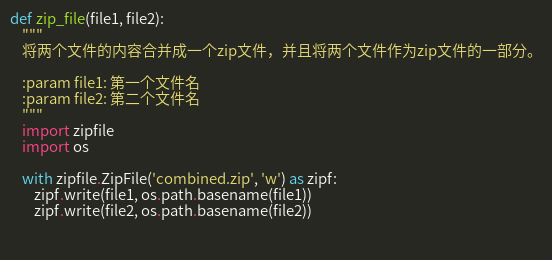 def zip_file(file1, file2):
"""
将两个文件的内容合并成一个zip文件，并且将两个文件作为zip文件的一部分。
:param file1: 第一个文件名
:param file2: 第二个文件名
"""
import zipfile
import os
with zipfile.ZipFile('combined.zip', 'w') as zipf:
zipf.write(file1, os.path.basename(file1))
zipf.write(file2, os.path.basename(file2))